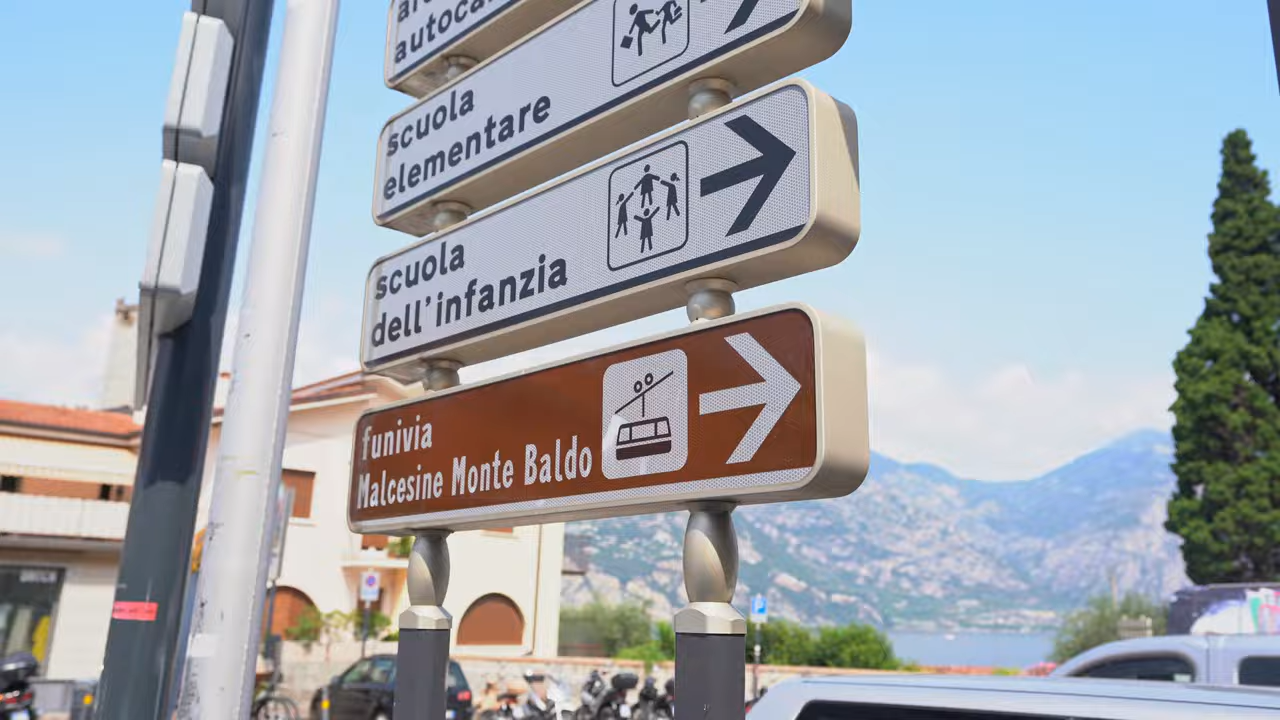 scuola
elementare
scuola
dell'infanzia
funivia
Malcesine Monte Baldo
P